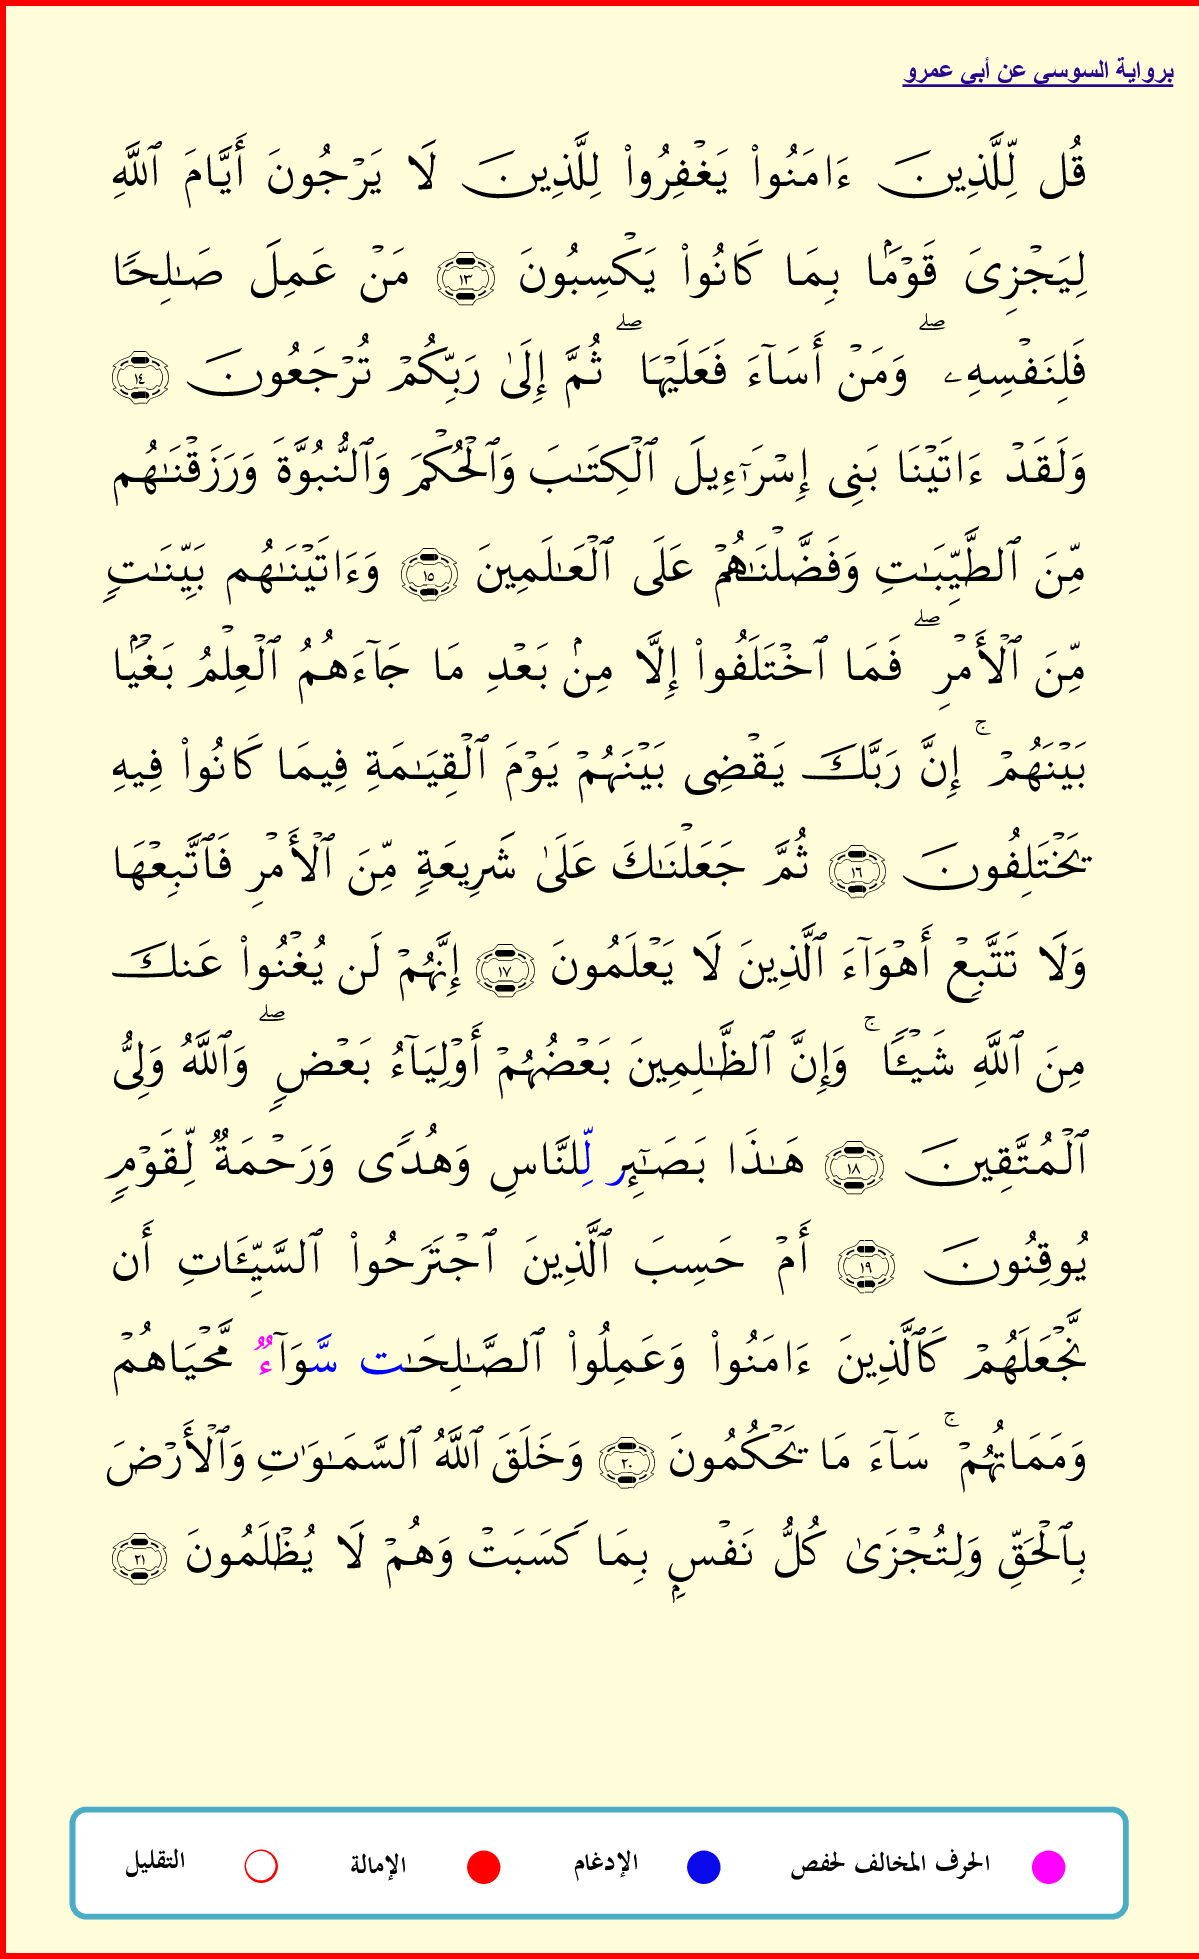 برواية السوسي عن أبي عمرو
قُل لِّلَّذِينَ ءَامَنُوا۟ يَغْفِرُوا۟ لِلَّذِينَ لَا يَرْجُونَ أَيَّامَ ٱللَّهِ
لِيَجْزِىَ قَوْمًۢا بِمَا كَانُوا۟ يَكْسِبُونَ ١٣ مَنْ عَمِلَ صَـٰلِحًا
فَلِنَفْسِهِۦ ۖ وَمَنْ أَسَآءَ فَعَلَيْهَا ۖ ثُمَّ إِلَىٰ رَبِّكُمْ تُرْجَعُونَ ١٤
وَلَقَدْ ءَاتَيْنَا بَنِى إِسْرَٰٓءِيلَ ٱلْكِتَـٰبَ وَٱلْحُكْمَ وَٱلنُّبُوَّةَ وَرَزَقْنَـٰهُم
مِّنَ ٱلطَّيِّبَـٰتِ وَفَضَّلْنَـٰهُمْ عَلَى ٱلْعَـٰلَمِينَ ١٥ وَءَاتَيْنَـٰهُم بَيِّنَـٰتٍ
مِّنَ ٱلْأَمْرِ ۖ فَمَا ٱخْتَلَفُوا۟ إِلَّا مِنۢ بَعْدِ مَا جَآءَهُمُ ٱلْعِلْمُ بَغْيًۢا
بَيْنَهُمْ ۚ إِنَّ رَبَّكَ يَقْضِى بَيْنَهُمْ يَوْمَ ٱلْقِيَـٰمَةِ فِيمَا كَانُوا۟ فِيهِ
يَخْتَلِفُونَ ١٦ ثُمَّ جَعَلْنَـٰكَ عَلَىٰ شَرِيعَةٍ مِّنَ ٱلْأَمْرِ فَٱتَّبِعْهَا
وَلَا تَتَّبِعْ أَهْوَآءَ ٱلَّذِينَ لَا يَعْلَمُونَ ١٧ إِنَّهُمْ لَن يُغْنُوا۟ عَنكَ
مِنَ ٱللَّهِ شَيْـًٔا ۚ وَإِنَّ ٱلظَّـٰلِمِينَ بَعْضُهُمْ أَوْلِيَآءُ بَعْضٍ ۖ وَٱللَّهُ وَلِىُّ
ٱلْمُتَّقِينَ ١٨ هَـٰذَا بَصَـٰٓئِر لِّلنَّاسِ وَهُدًى وَرَحْمَةٌ لِّقَوْمٍ
يُوقِنُونَ ١٩ أَمْ حَسِبَ ٱلَّذِينَ ٱجْتَرَحُوا۟ ٱلسَّيِّـَٔاتِ أَن
نَّجْعَلَهُمْ كَٱلَّذِينَ ءَامَنُوا۟ وَعَمِلُوا۟ ٱلصَّـٰلِحَـٰت سَّوَآءٌ مَّحْيَاهُمْ
وَمَمَاتُهُمْ ۚ سَآءَ مَا يَحْكُمُونَ ٢٠ وَخَلَقَ ٱللَّهُ ٱلسَّمَـٰوَٰتِ وَٱلْأَرْضَ
بِٱلْحَقِّ وَلِتُجْزَىٰ كُلُّ نَفْسٍۭ بِمَا كَسَبَتْ وَهُمْ لَا يُظْلَمُونَ ٢١
الحرف المخالف لحفص الإدغام الإمالة التقليل